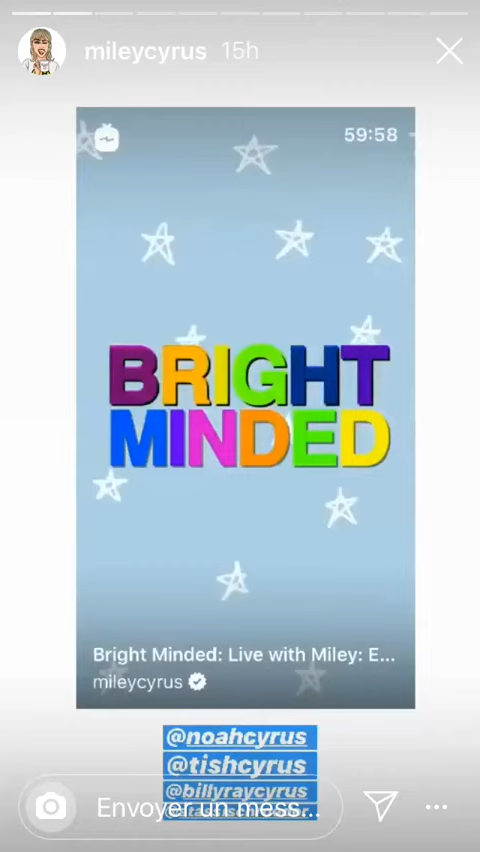 mileycyrus 15h
59:58
BRIGHT
MINDED
Bright Minded: Live with Miley: E...
mileycyrus
@noahcyrus
@tishcyrus
@billyraycyrus
Envoyer un mess...